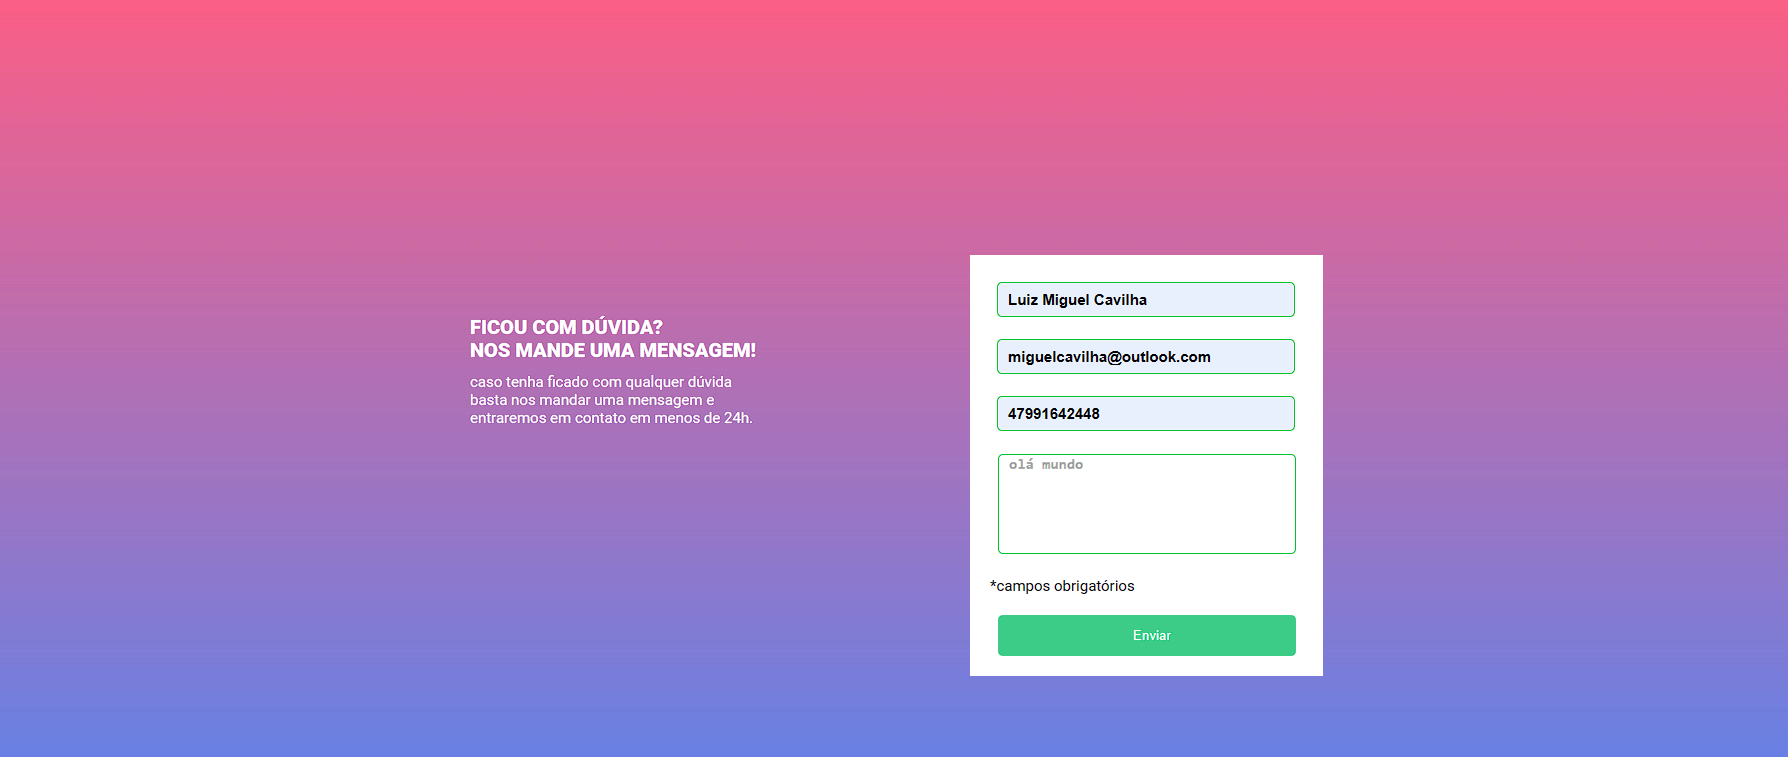 FICOU COM DÚVIDA?
NOS MANDE UMA MENSAGEM!
caso tenha ficado com qualquer dúvida
basta nos mandar uma mensagem e
entraremos em contato em menos de 24h.
Luiz Miguel Cavilha
miguelcavilha@outlook.com
47991642448
olá mundo
*campos obrigatórios
Enviar